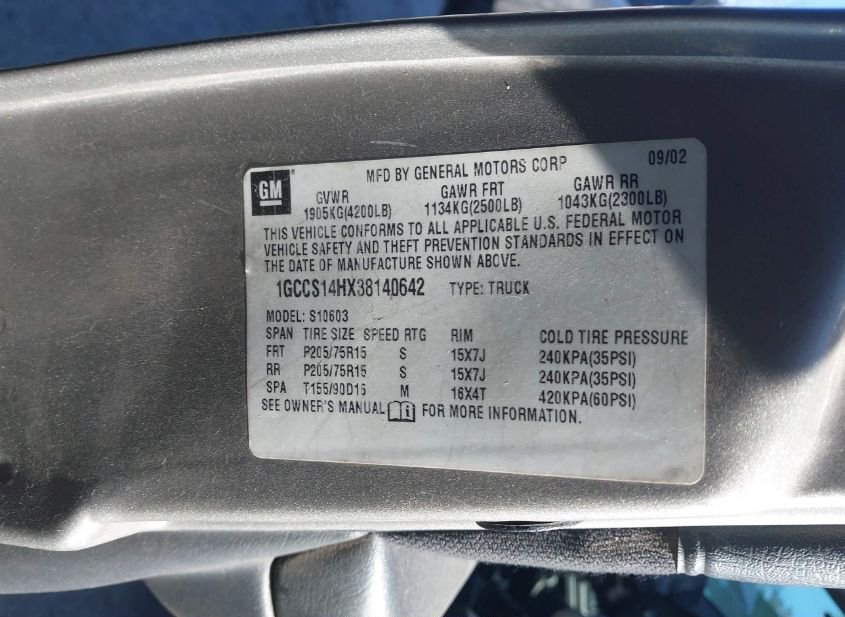 GM
MFD BY GENERAL MOTORS CORP 09/02
GVWR GAWR FRT GAWR RR
1905KG(4200LB) 1134KG(2500LB) 1043KG(2300LB)
THIS VEHICLE CONFORMS TO ALL APPLICABLE U.S. FEDERAL MOTOR
VEHICLE SAFETY AND THEFT PREVENTION STANDARDS IN EFFECT ON
THE DATE OF MANUFACTURE SHOWN ABOVE.
1GCCS14HX38140642 TYPE: TRUCK
MODEL: S10603
SPAN TIRE SIZE SPEED RTG RIM COLD TIRE PRESSURE
FRT P205/75R15 S 15X7J 240KPA(35PSI)
RR P205/75R15 S 15X7J 240KPA(35PSI)
SPA T155/90D16 M 16X4T 420KPA(60PSI)
SEE OWNER'S MANUAL FOR MORE INFORMATION.